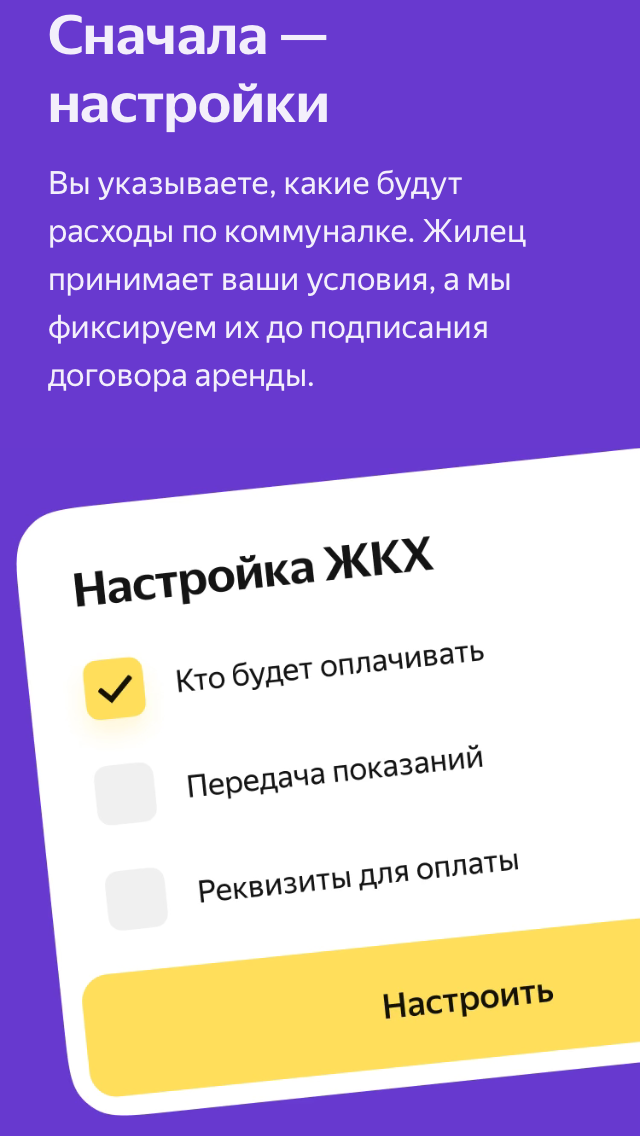 Сначала —
настройки
Вы указываете, какие будут
расходы по коммуналке. Жилец
принимает ваши условия, а мы
фиксируем их до подписания
договора аренды.
Настройка ЖКХ
Кто будет оплачивать
Передача показаний
Реквизиты для оплаты
Настроить